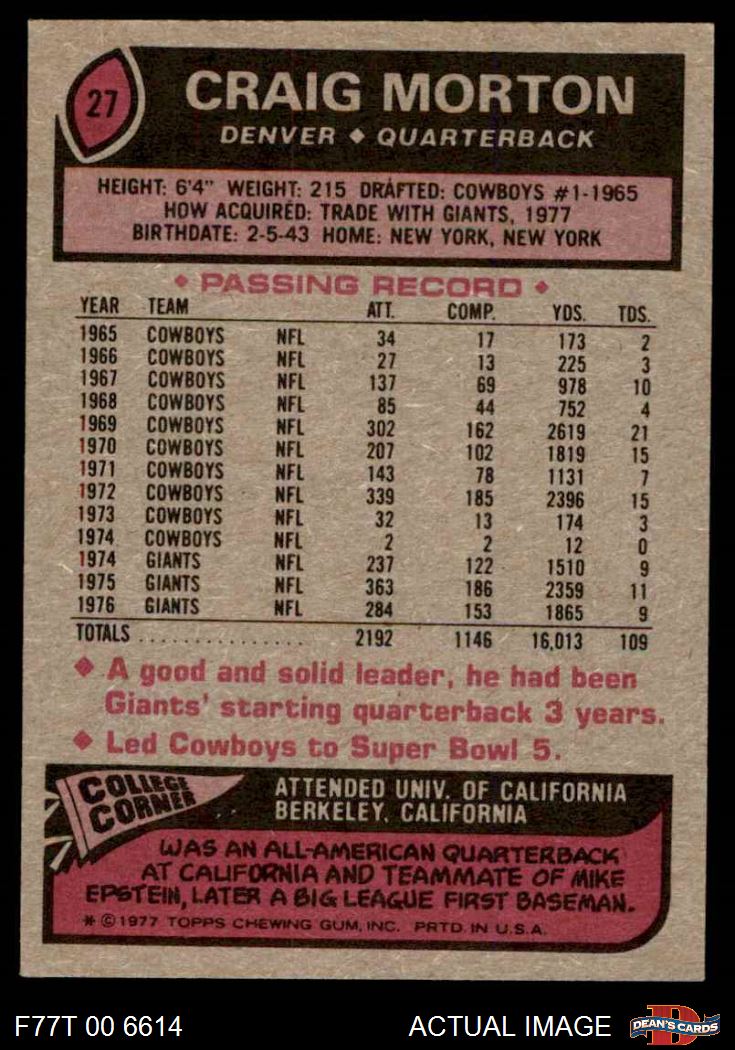 27
CRAIG MORTON
DENVER ◆ QUARTERBACK
HEIGHT: 6'4" WEIGHT: 215 DRAFTED: COWBOYS #1-1965
HOW ACQUIRED: TRADE WITH GIANTS, 1977
BIRTHDATE: 2-5-43 HOME: NEW YORK, NEW YORK
◆ PASSING RECORD ◆
YEAR TEAM ATT. COMP. YDS. TDS.
1965 COWBOYS NFL 34 17 173 2
1966 COWBOYS NFL 27 13 225 3
1967 COWBOYS NFL 137 69 978 10
1968 COWBOYS NFL 85 44 752 4
1969 COWBOYS NFL 302 162 2619 21
1970 COWBOYS NFL 207 102 1819 15
1971 COWBOYS NFL 143 78 1131 7
1972 COWBOYS NFL 339 185 2396 15
1973 COWBOYS NFL 32 13 174 3
1974 COWBOYS NFL 2 2 12 0
1974 GIANTS NFL 237 122 1510 9
1975 GIANTS NFL 363 186 2359 11
1976 GIANTS NFL 284 153 1865 9
TOTALS . . . . . . . . . . . . . . 2192 1146 16,013 109
◆ A good and solid leader, he had been
Giants' starting quarterback 3 years.
◆ Led Cowboys to Super Bowl 5.
COLLEGE
CORNER
ATTENDED UNIV. OF CALIFORNIA
BERKELEY, CALIFORNIA
WAS AN ALL-AMERICAN QUARTERBACK
AT CALIFORNIA AND TEAMMATE OF MIKE
EPSTEIN, LATER A BIG LEAGUE FIRST BASEMAN.
* © 1977 TOPPS CHEWING GUM, INC. PRTD. IN U.S.A.
F77T 00 6614
ACTUAL IMAGE
D
DEAN'S CARDS